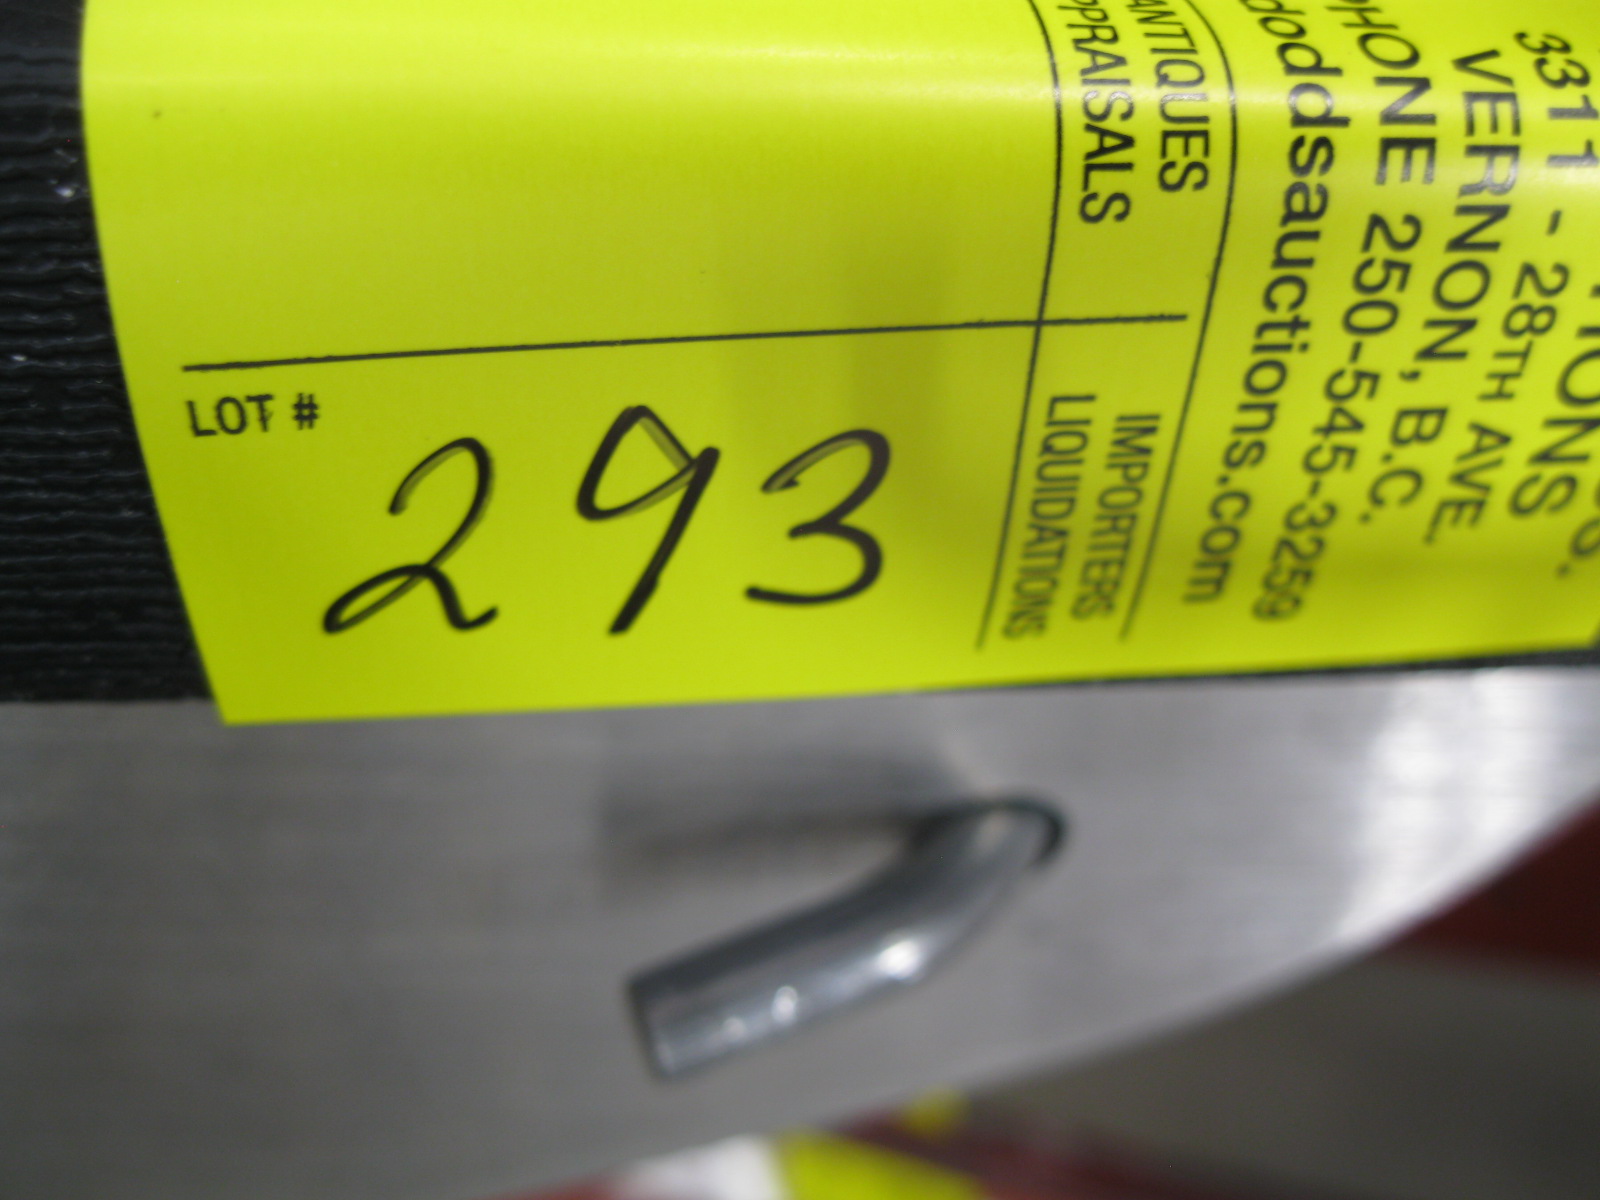 3311 - 28TH AVE.
VERNON, B.C.
PHONE 250-545-3259
doddsauctions.com
ANTIQUES
APPRAISALS
IMPORTERS
LIQUIDATIONS
LOT #
293